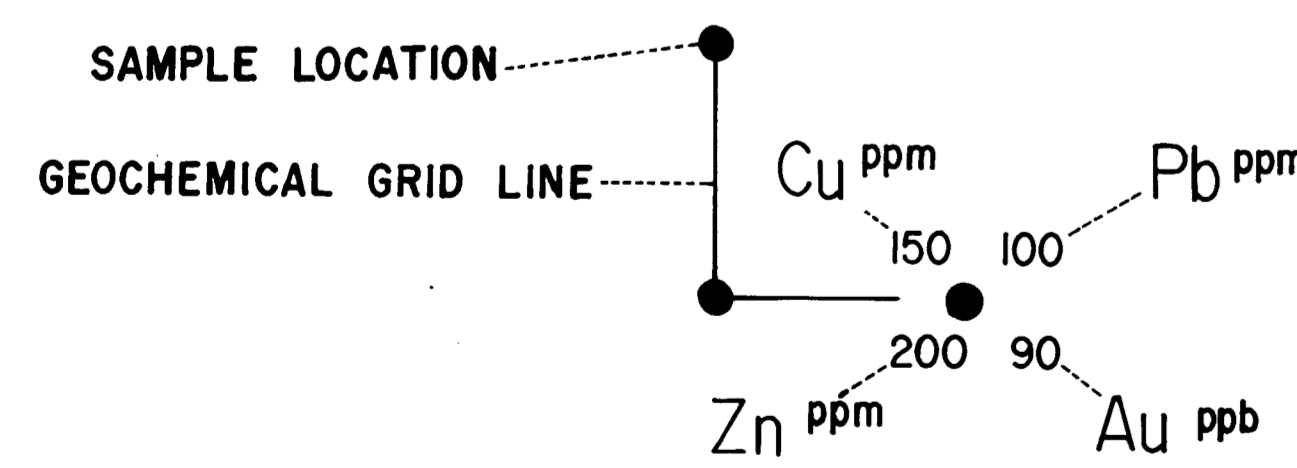 SAMPLE LOCATION
GEOCHEMICAL GRID LINE
Cu ppm
Pb ppm
150 100
200 90
Zn ppm
Au ppb